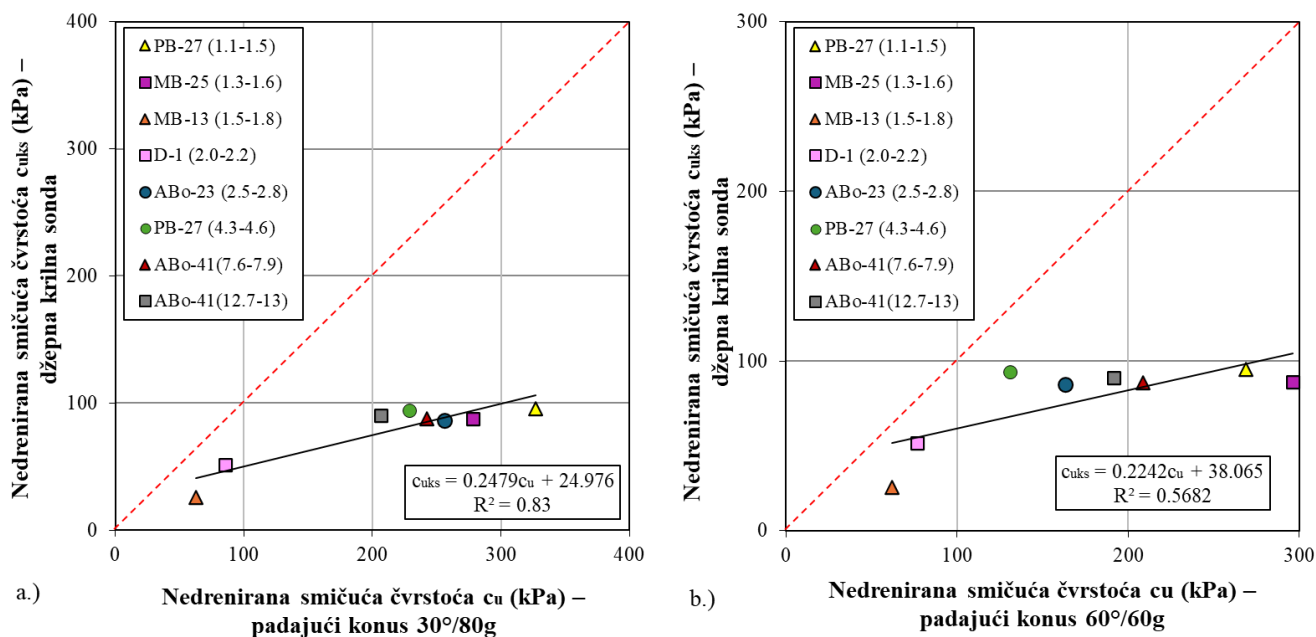 Nedrenirana smičuća čvrstoća cuks (kPa) –
džepna krilna sonda
400
300
200
100
0
PB-27 (1.1-1.5)
MB-25 (1.3-1.6)
MB-13 (1.5-1.8)
D-1 (2.0-2.2)
ABo-23 (2.5-2.8)
PB-27 (4.3-4.6)
ABo-41(7.6-7.9)
ABo-41(12.7-13)
cuks = 0.2479cu + 24.976
R² = 0.83
0 100 200 300 400
a.)
Nedrenirana smičuća čvrstoća cu (kPa) –
padajući konus 30°/80g
Nedrenirana smičuća čvrstoća cuks (kPa) –
džepna krilna sonda
300
200
100
0
PB-27 (1.1-1.5)
MB-25 (1.3-1.6)
MB-13 (1.5-1.8)
D-1 (2.0-2.2)
ABo-23 (2.5-2.8)
PB-27 (4.3-4.6)
ABo-41(7.6-7.9)
ABo-41(12.7-13)
cuks = 0.2242cu + 38.065
R² = 0.5682
0 100 200 300
b.)
Nedrenirana smičuća čvrstoća cu (kPa) –
padajući konus 60°/60g